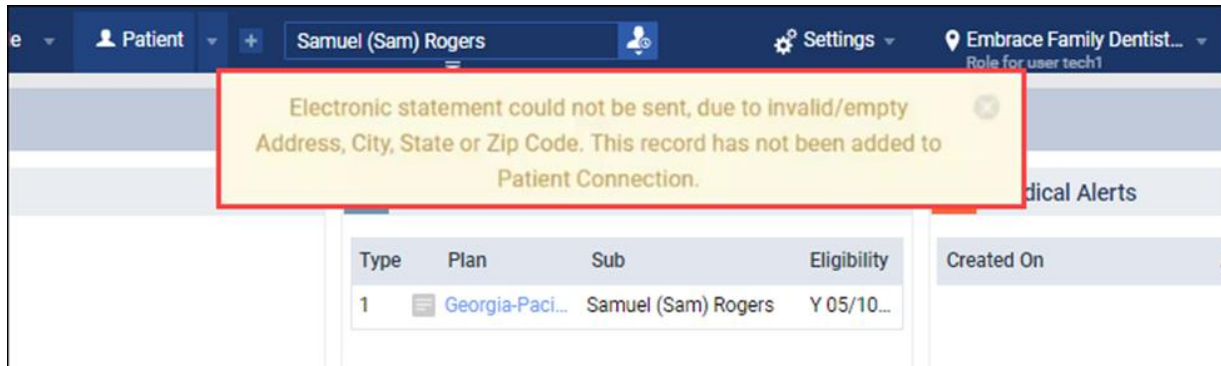 e Patient + Samuel (Sam) Rogers Settings Embrace Family Dentist...
Role for user tech1
Electronic statement could not be sent, due to invalid/empty
Address, City, State or Zip Code. This record has not been added to
Patient Connection.
dical Alerts
Type Plan Sub Eligibility Created On
1 Georgia-Paci... Samuel (Sam) Rogers Y 05/10...